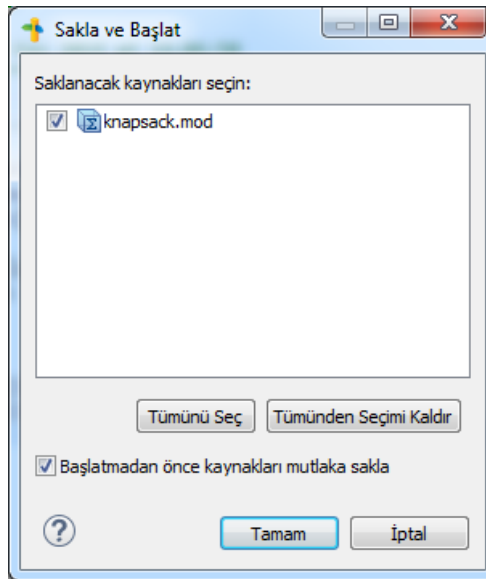 Sakla ve Başlat
Saklanacak kaynakları seçin:
knapsack.mod
Tümünü Seç Tümünden Seçimi Kaldır
Başlatmadan önce kaynakları mutlaka sakla
? Tamam İptal